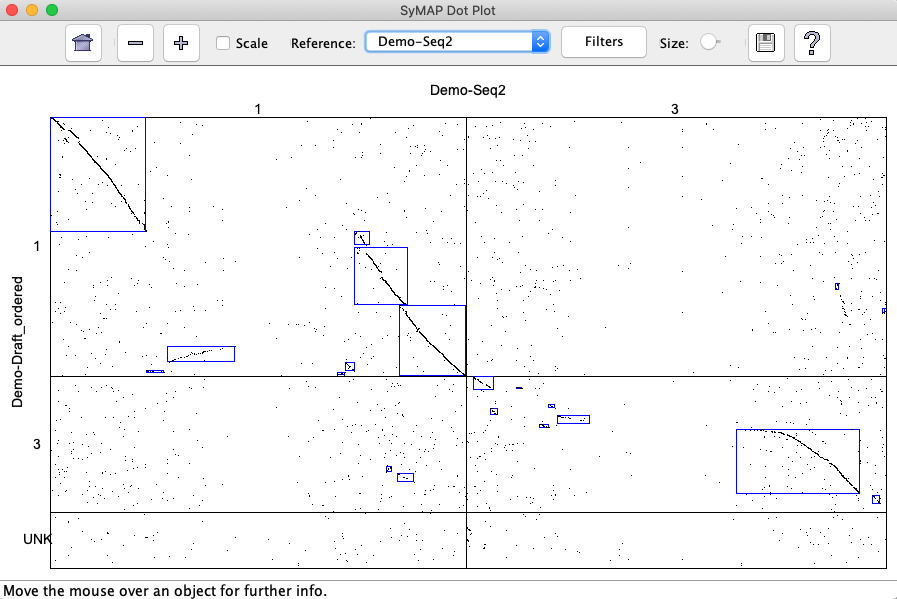 SyMAP Dot Plot
Scale Reference: Demo-Seq2 Filters Size: ?
Demo-Seq2
1 3
1
Demo-Draft_ordered
3
UNK
Move the mouse over an object for further info.